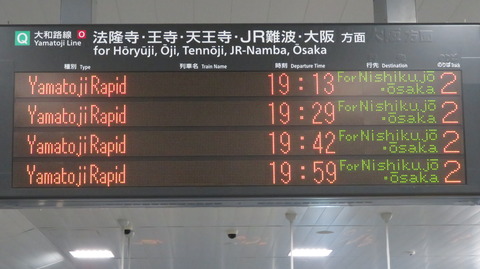 Q 大和路線 O 法隆寺·王寺·天王寺·JR難波·大阪 方面
Yamatoji Line for Hōryūji, Ōji, Tennōji, JR-Namba, Ōsaka
種別 Type 列車名 Train Name 時刻 Departure Time 行先 Destination のりば Track
Yamatoji Rapid 19:13 For Nishikujō 2
·ōsaka
Yamatoji Rapid 19:29 For Nishikujō 2
·ōsaka
Yamatoji Rapid 19:42 For Nishikujō 2
·ōsaka
Yamatoji Rapid 19:59 For Nishikujō 2
·ōsaka